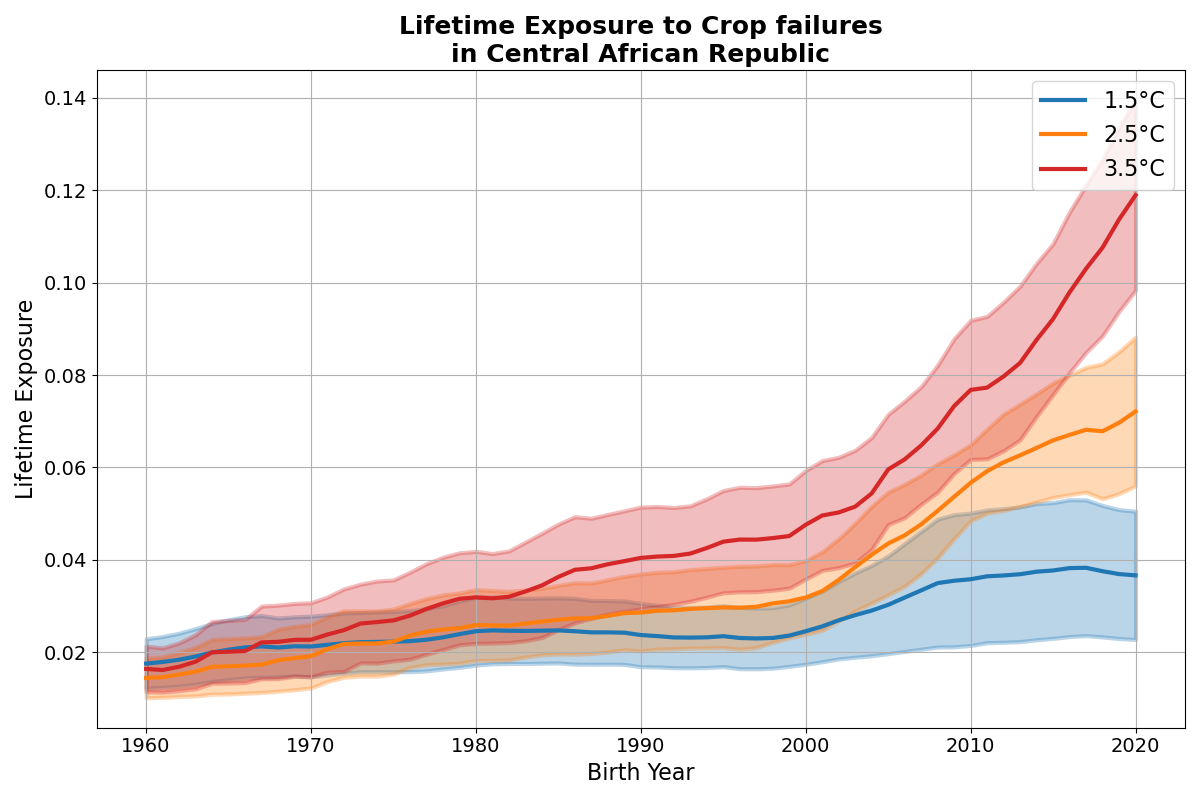 Lifetime Exposure to Crop failures
in Central African Republic
1.5°C
2.5°C
3.5°C
Lifetime Exposure
0.14
0.12
0.10
0.08
0.06
0.04
0.02
1960 1970 1980 1990 2000 2010 2020
Birth Year